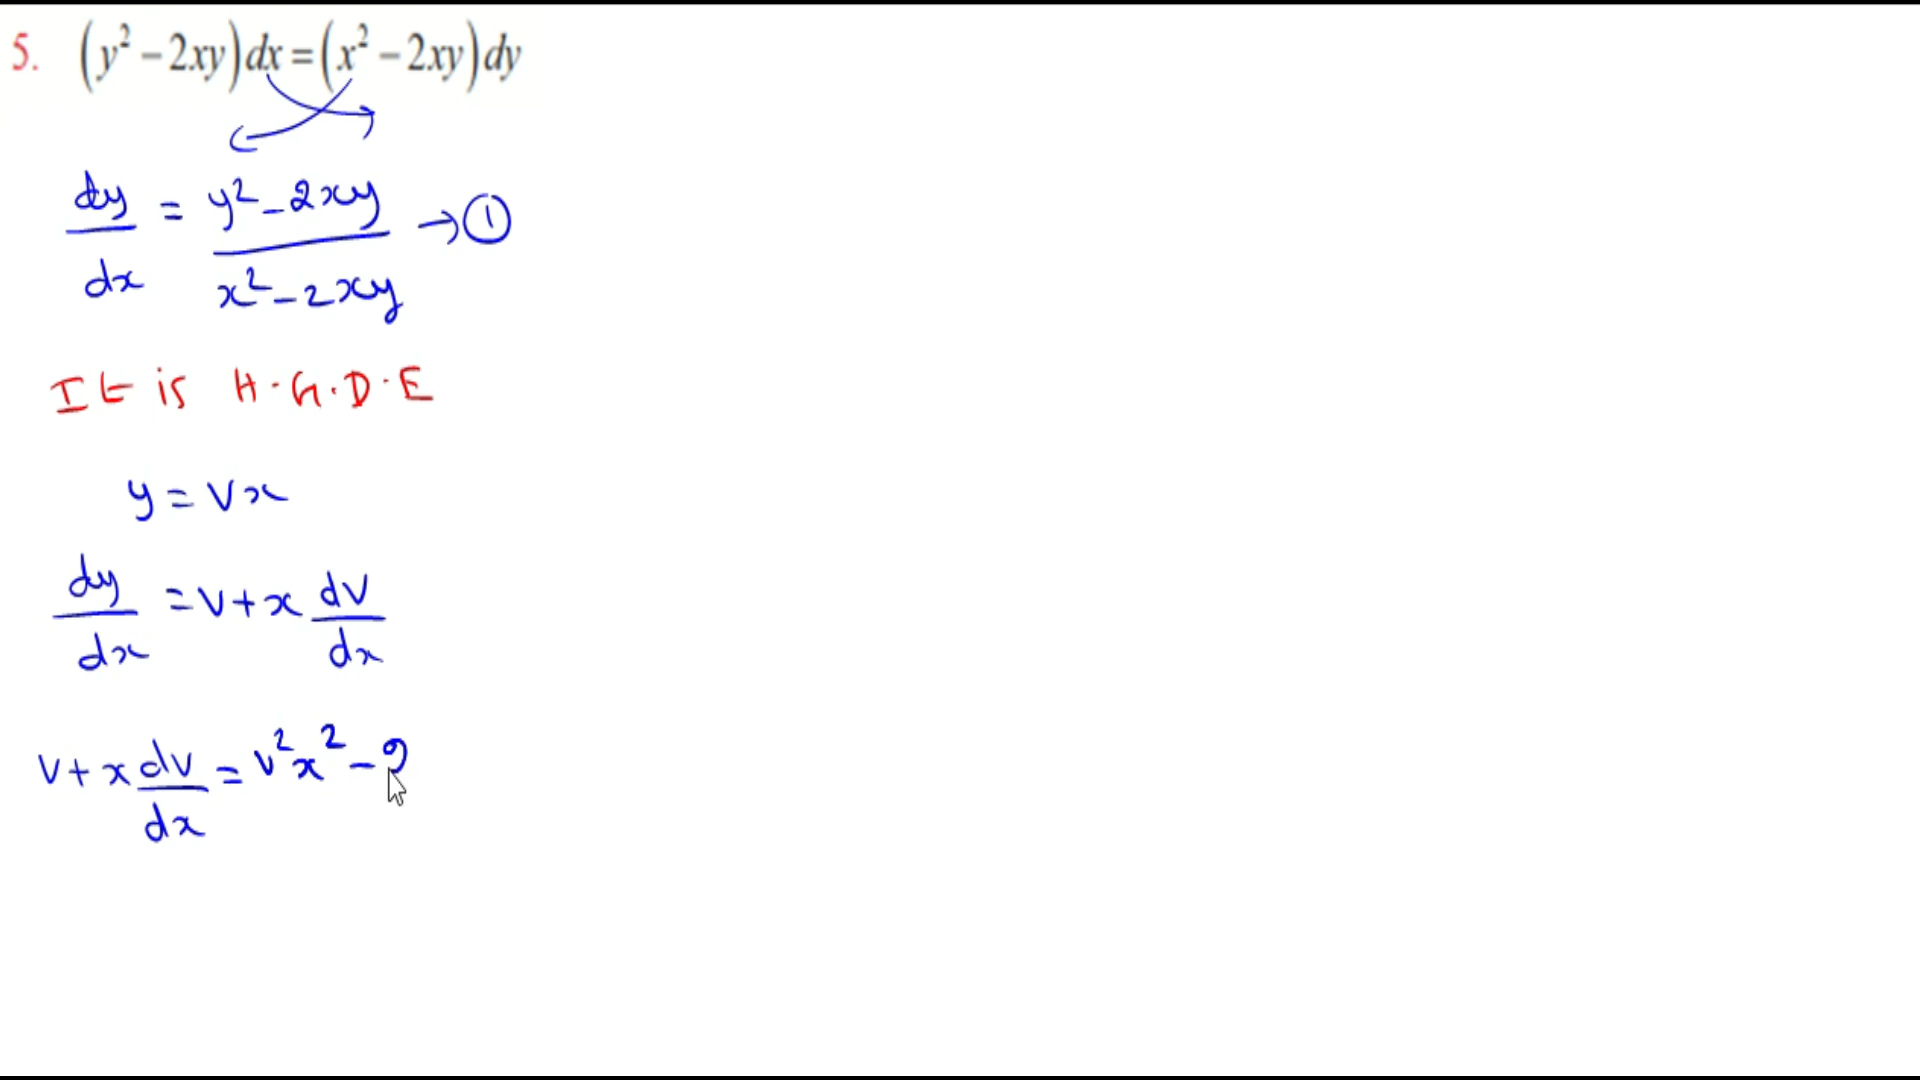 5. (y² – 2xy) dx = (x² – 2xy) dy
dy/dx = (y² - 2xy)/(x² - 2xy) → ①
It is H.G.D.E
y = vx
dy/dx = v + x dv/dx
v + x dv/dx = v²x² -